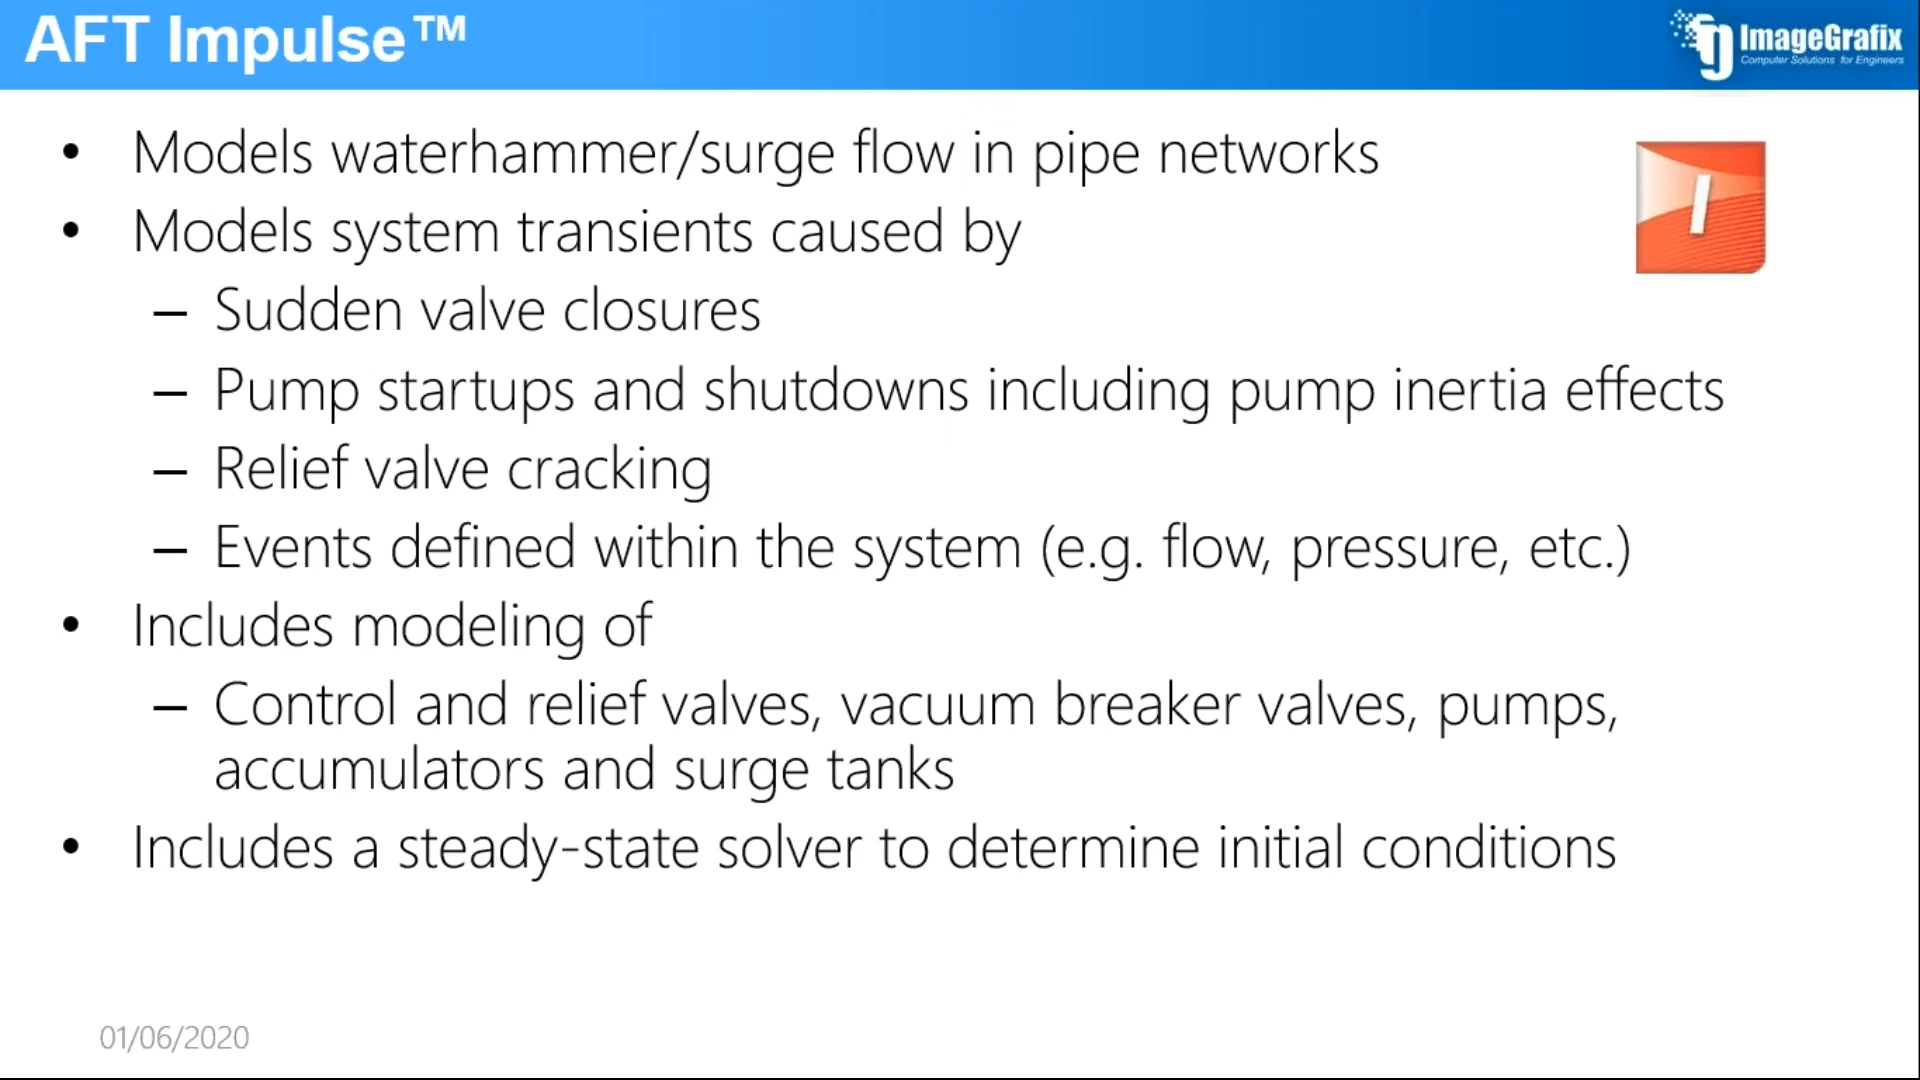 AFT Impulse™
ImageGrafix
Computer Solutions for Engineers
• Models waterhammer/surge flow in pipe networks
I
• Models system transients caused by
– Sudden valve closures
– Pump startups and shutdowns including pump inertia effects
– Relief valve cracking
– Events defined within the system (e.g. flow, pressure, etc.)
• Includes modeling of
– Control and relief valves, vacuum breaker valves, pumps,
accumulators and surge tanks
• Includes a steady-state solver to determine initial conditions
01/06/2020